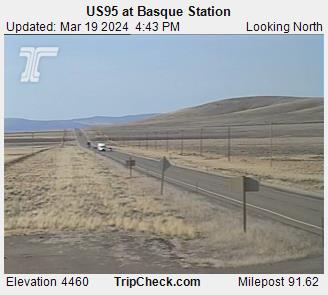 US95 at Basque Station
Updated: Mar 19 2024 4:43 PM Looking North
Elevation 4460 TripCheck.com Milepost 91.62